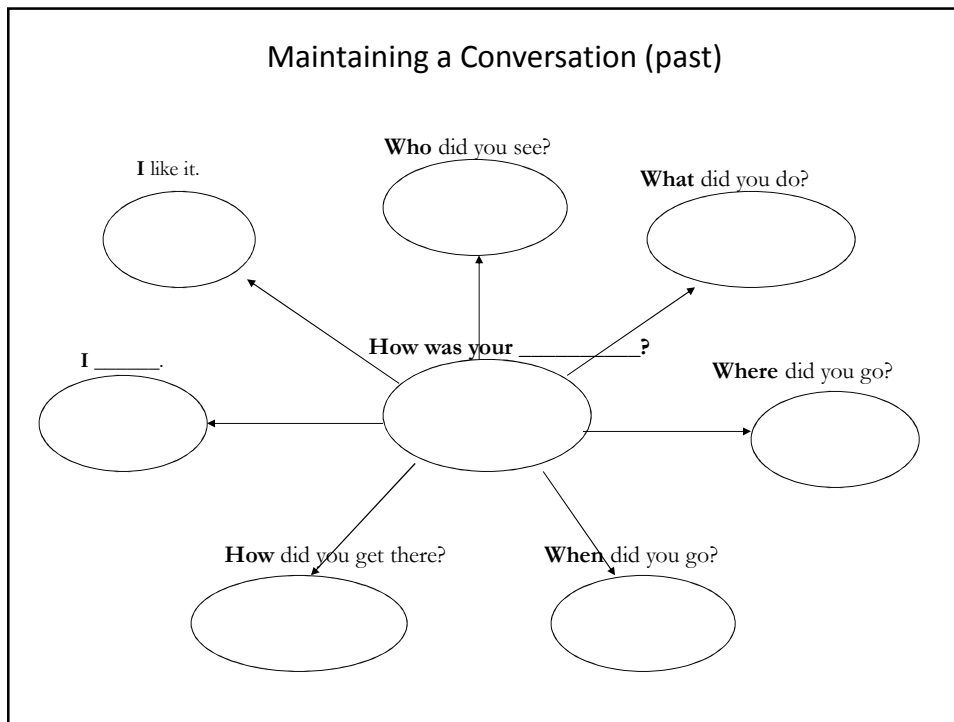 Maintaining a Conversation (past)
Who did you see?
I like it.
What did you do?
How was your ___________?
I ______.
Where did you go?
How did you get there?
When did you go?